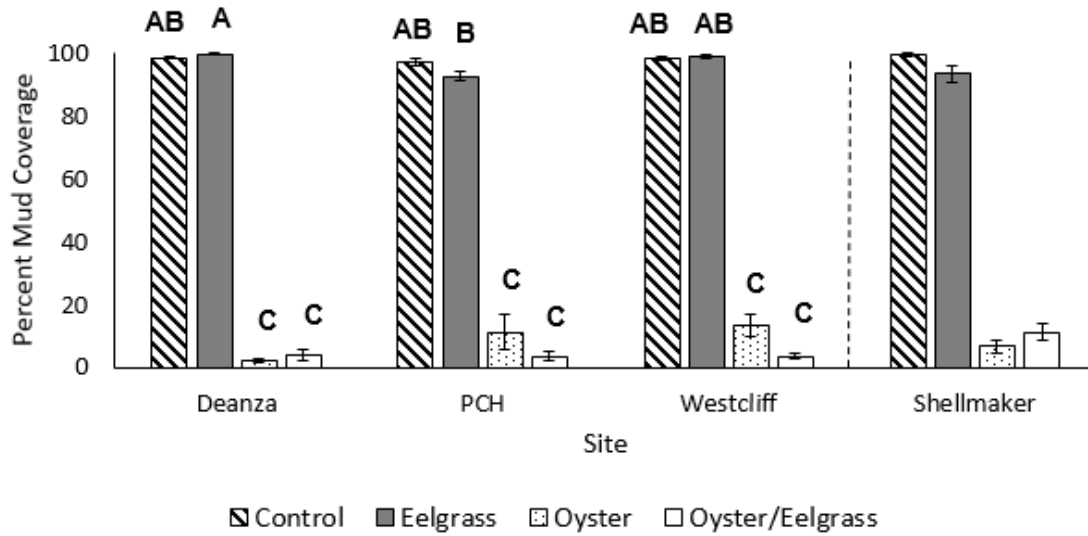 AB A AB B AB AB
100
80
60
40
20
0
C C C C C C
Percent Mud Coverage
Deanza PCH Westcliff Shellmaker
Site
Control Eelgrass Oyster Oyster/Eelgrass